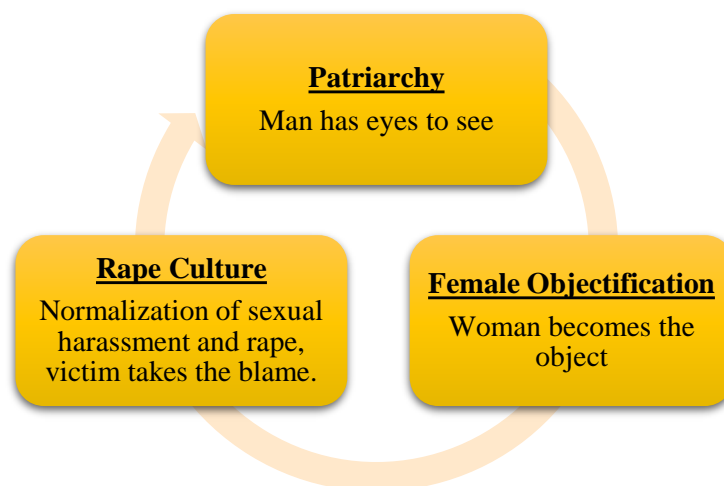 Patriarchy
Man has eyes to see
Rape Culture
Normalization of sexual
harassment and rape,
victim takes the blame.
Female Objectification
Woman becomes the
object